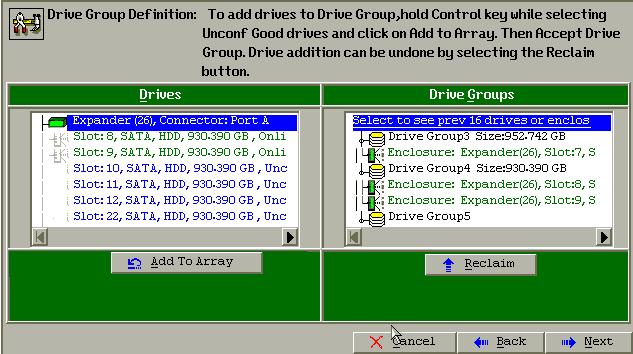 Drive Group Definition: To add drives to Drive Group,hold Control key while selecting
Unconf Good drives and click on Add to Array. Then Accept Drive
Group. Drive addition can be undone by selecting the Reclaim
button.
Drives
Expander (26), Connector: Port A
Slot: 8, SATA, HDD, 930.390 GB , Onli
Slot: 9, SATA, HDD, 930.390 GB , Onli
Slot: 10, SATA, HDD, 930.390 GB , Unc
Slot: 11, SATA, HDD, 930.390 GB , Unc
Slot: 12, SATA, HDD, 930.390 GB , Unc
Slot: 22, SATA, HDD, 930.390 GB , Unc
Add To Array
Drive Groups
Select to see prev 16 drives or enclos
Drive Group3 Size:952.742 GB
Enclosure: Expander(26), Slot:7, S
Drive Group4 Size:930.390 GB
Enclosure: Expander(26), Slot:8, S
Enclosure: Expander(26), Slot:9, S
Drive Group5
Reclaim
Cancel
Back
Next